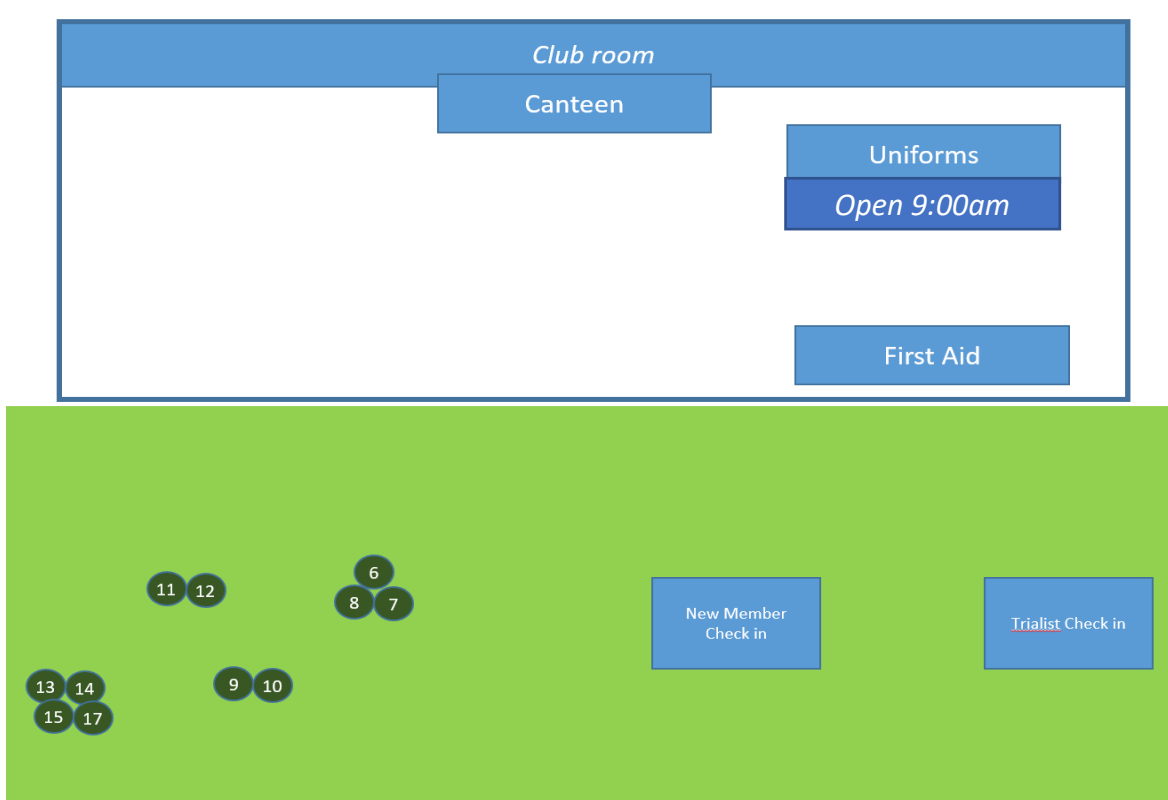 Club room
Canteen
Uniforms
Open 9:00am
First Aid
6
11 12
8 7
New Member
Check in
Trialist Check in
13 14
9 10
15 17